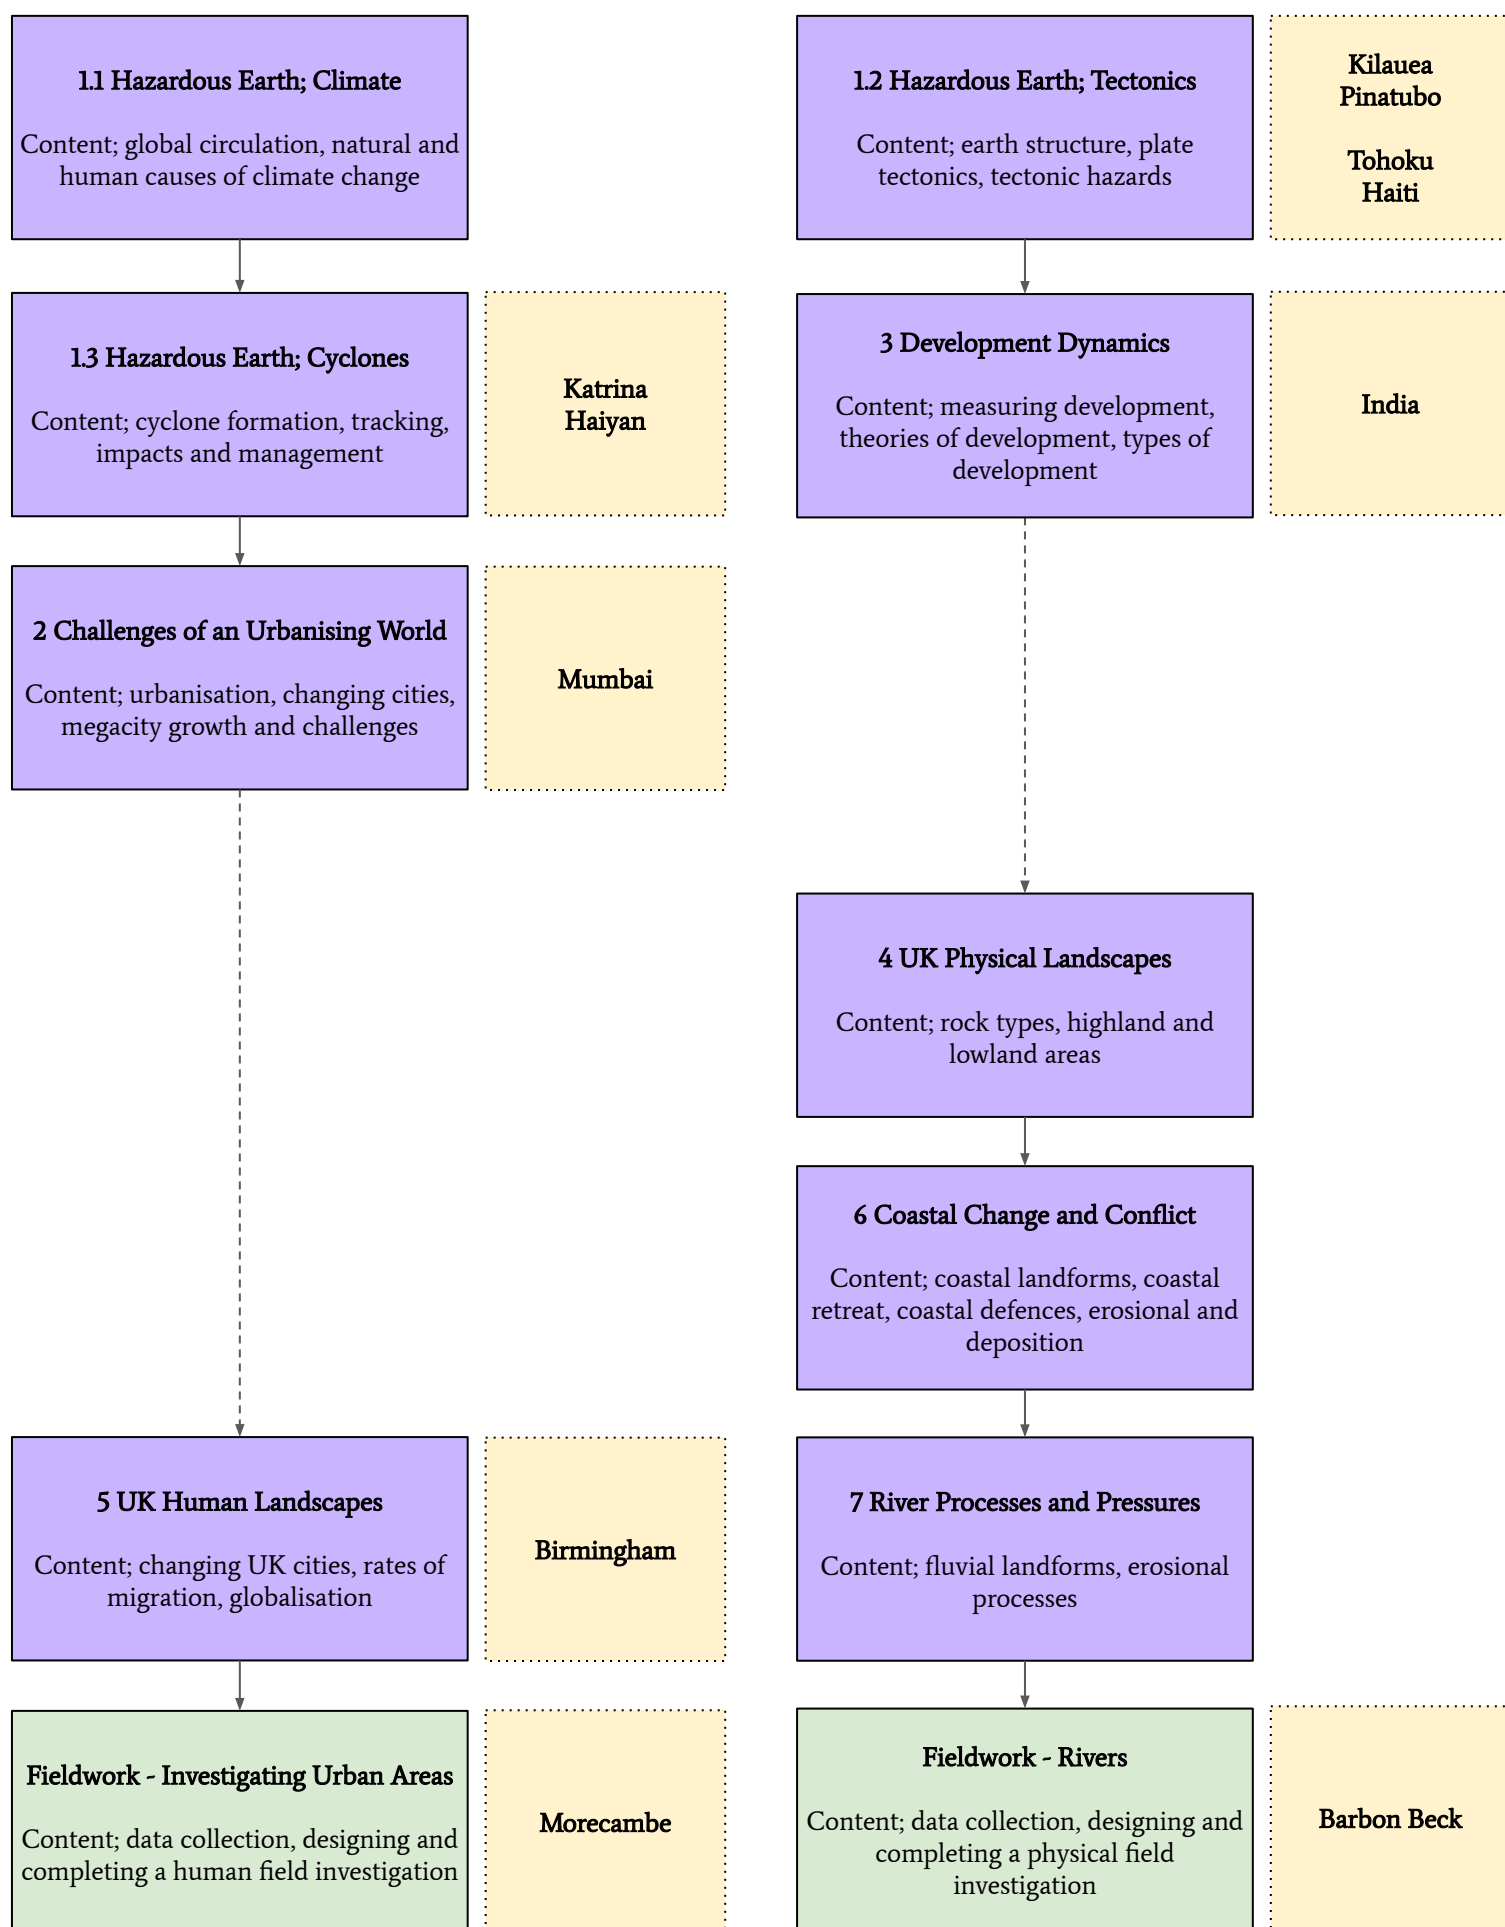 1.1 Hazardous Earth; Climate
Content; global circulation, natural and
human causes of climate change
1.2 Hazardous Earth; Tectonics
Content; earth structure, plate
tectonics, tectonic hazards
Kilauea
Pinatubo
Tohoku
Haiti
1.3 Hazardous Earth; Cyclones
Content; cyclone formation, tracking,
impacts and management
Katrina
Haiyan
3 Development Dynamics
Content; measuring development,
theories of development, types of
development
India
2 Challenges of an Urbanising World
Content; urbanisation, changing cities,
megacity growth and challenges
Mumbai
4 UK Physical Landscapes
Content; rock types, highland and
lowland areas
6 Coastal Change and Conflict
Content; coastal landforms, coastal
retreat, coastal defences, erosional and
deposition
5 UK Human Landscapes
Content; changing UK cities, rates of
migration, globalisation
Birmingham
7 River Processes and Pressures
Content; fluvial landforms, erosional
processes
Fieldwork - Investigating Urban Areas
Content; data collection, designing and
completing a human field investigation
Morecambe
Fieldwork - Rivers
Content; data collection, designing and
completing a physical field
investigation
Barbon Beck